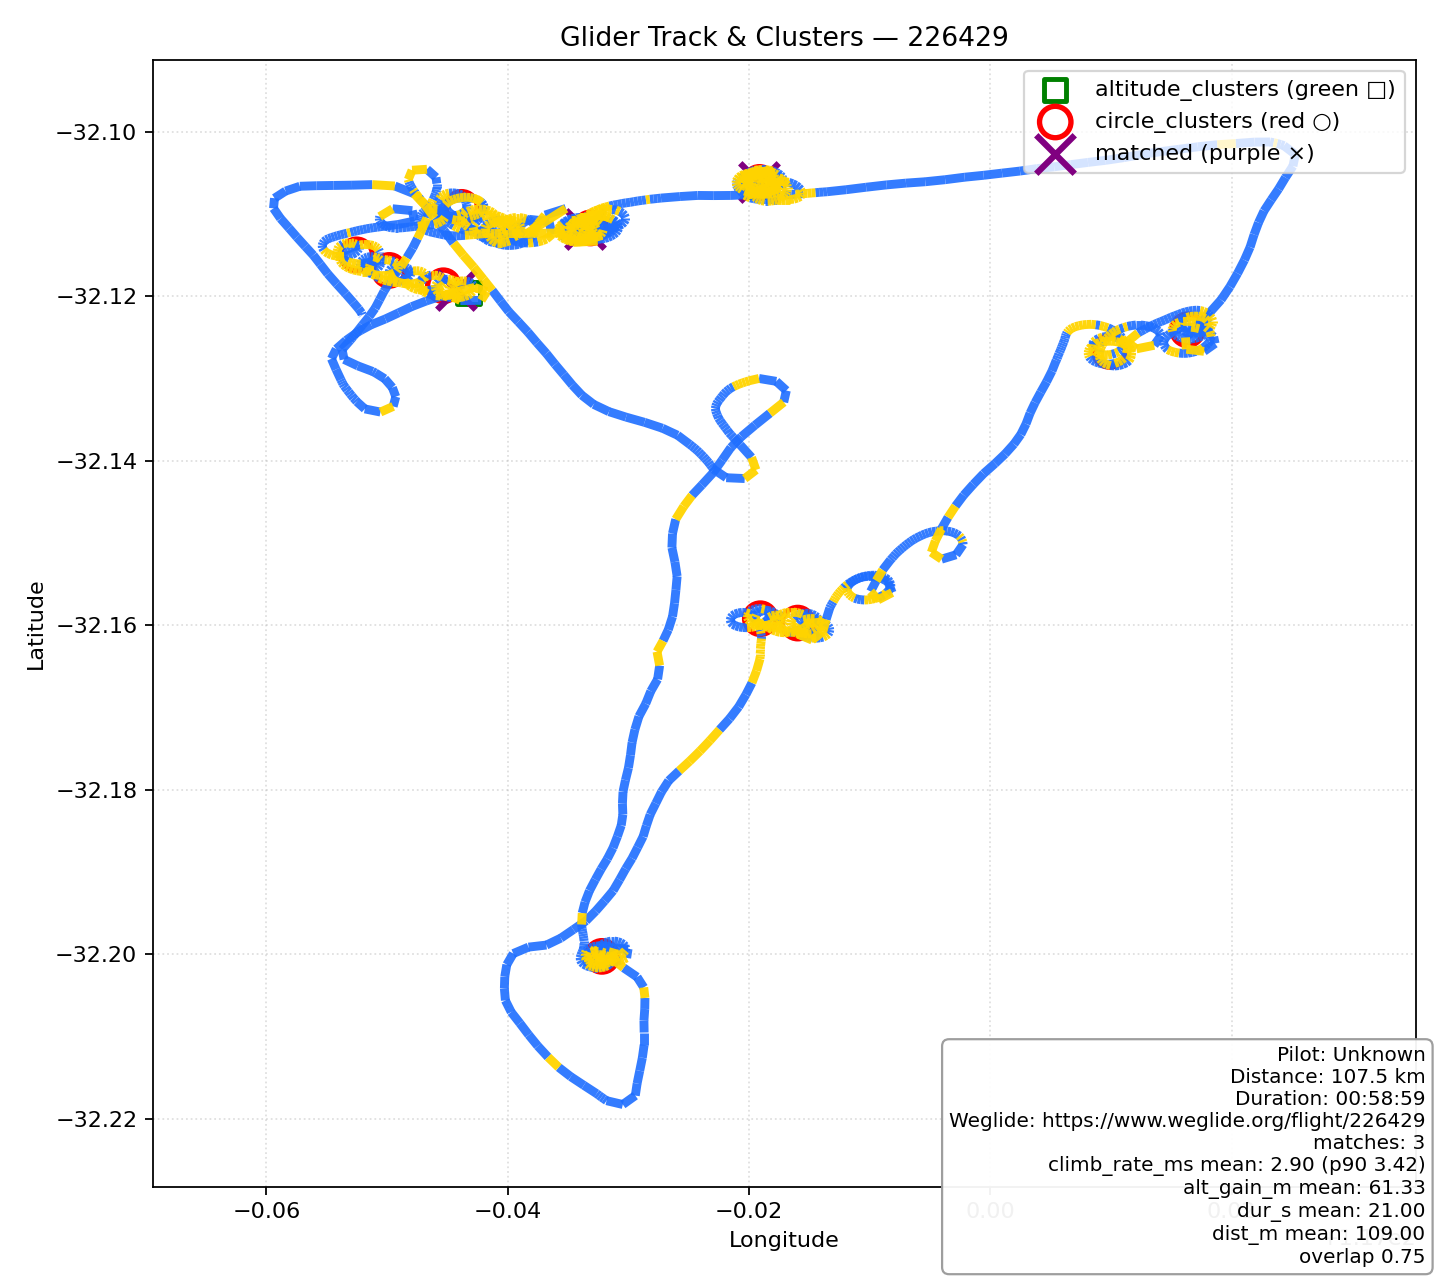 Glider Track & Clusters — 226429
altitude_clusters (green □)
circle_clusters (red ○)
matched (purple ×)
Latitude
−32.10
−32.12
−32.14
−32.16
−32.18
−32.20
−32.22
Pilot: Unknown
Distance: 107.5 km
Duration: 00:58:59
Weglide: https://www.weglide.org/flight/226429
matches: 3
climb_rate_ms mean: 2.90 (p90 3.42)
alt_gain_m mean: 61.33
dur_s mean: 21.00
dist_m mean: 109.00
overlap 0.75
−0.06 −0.04 −0.02 0.00
Longitude